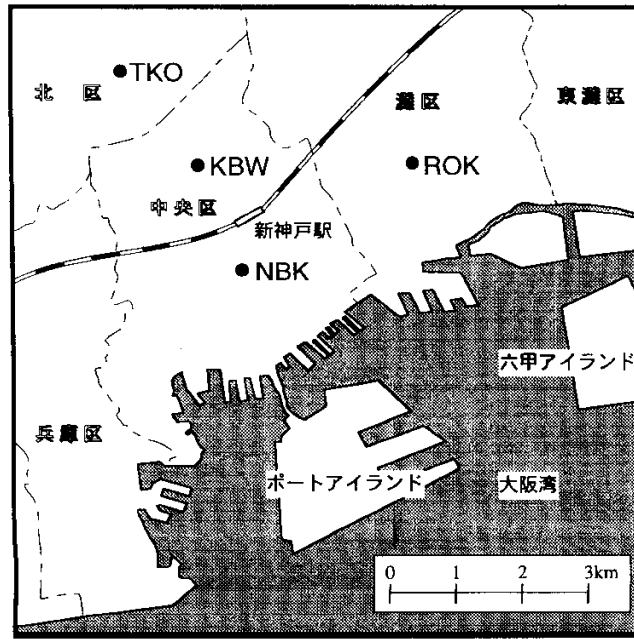 TKO
北 区
灘区
東灘区
KBW
ROK
中央区
新神戸駅
NBK
六甲アイランド
兵庫区
ポートアイランド
大阪湾
0 1 2 3km